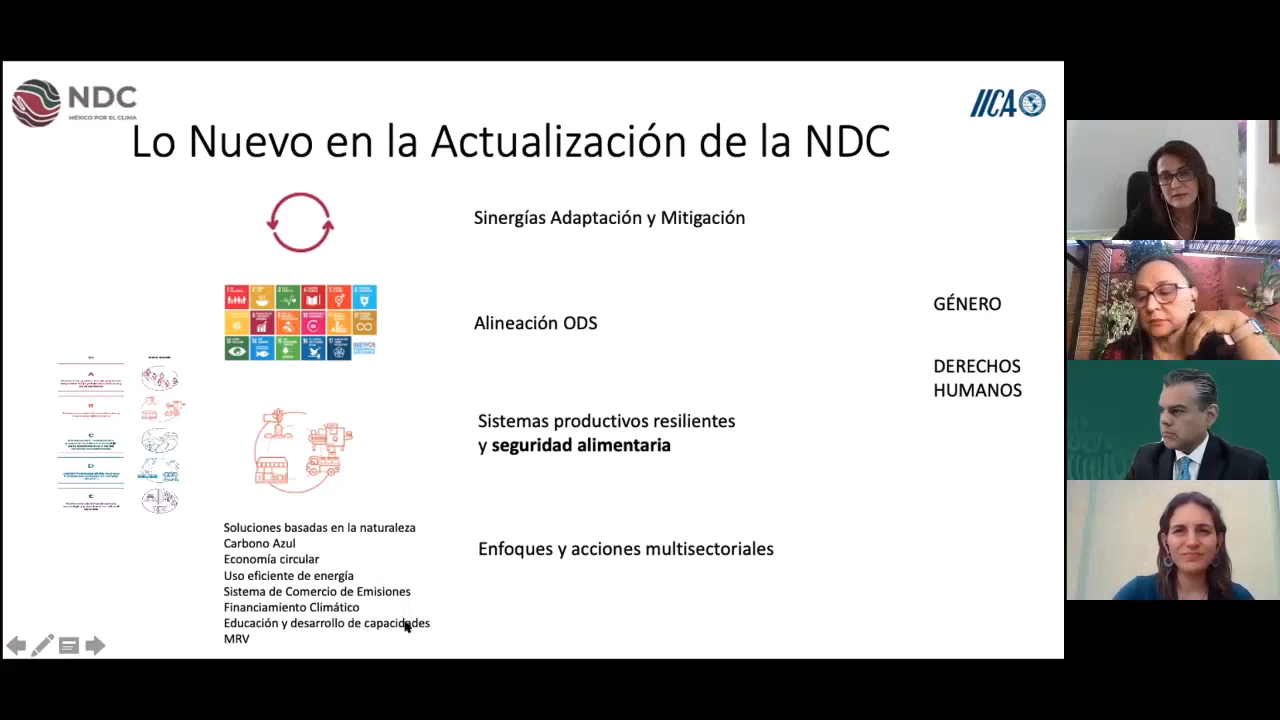 NDC
MÉXICO POR EL CLIMA
IICA
Lo Nuevo en la Actualización de la NDC
Sinergías Adaptación y Mitigación
Alineación ODS
GÉNERO
DERECHOS
HUMANOS
Sistemas productivos resilientes
y seguridad alimentaria
A
B
C
D
E
Soluciones basadas en la naturaleza
Carbono Azul
Economía circular
Uso eficiente de energía
Sistema de Comercio de Emisiones
Financiamiento Climático
Educación y desarrollo de capacidades
MRV
Enfoques y acciones multisectoriales